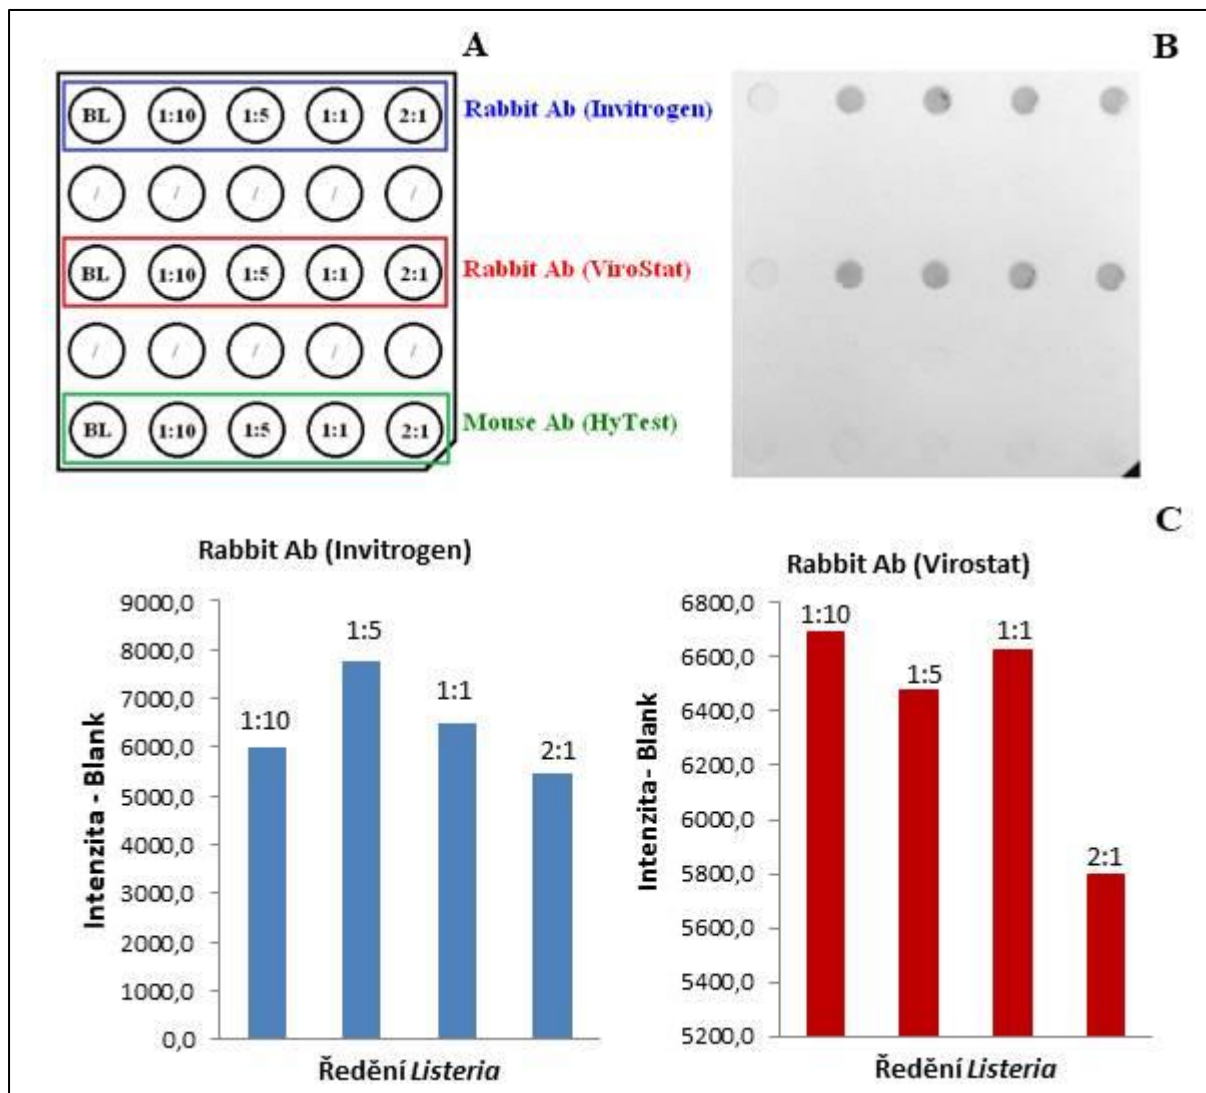 A
B
BL 1:10 1:5 1:1 2:1
Rabbit Ab (Invitrogen)
/ / / / /
BL 1:10 1:5 1:1 2:1
Rabbit Ab (ViroStat)
/ / / / /
BL 1:10 1:5 1:1 2:1
Mouse Ab (HyTest)
C
Rabbit Ab (Invitrogen)
Intenzita - Blank
9000,0
8000,0
7000,0
6000,0
5000,0
4000,0
3000,0
2000,0
1000,0
0,0
1:10
1:5
1:1
2:1
Ředění Listeria
Rabbit Ab (Virostat)
Intenzita - Blank
6800,0
6600,0
6400,0
6200,0
6000,0
5800,0
5600,0
5400,0
5200,0
1:10
1:5
1:1
2:1
Ředění Listeria